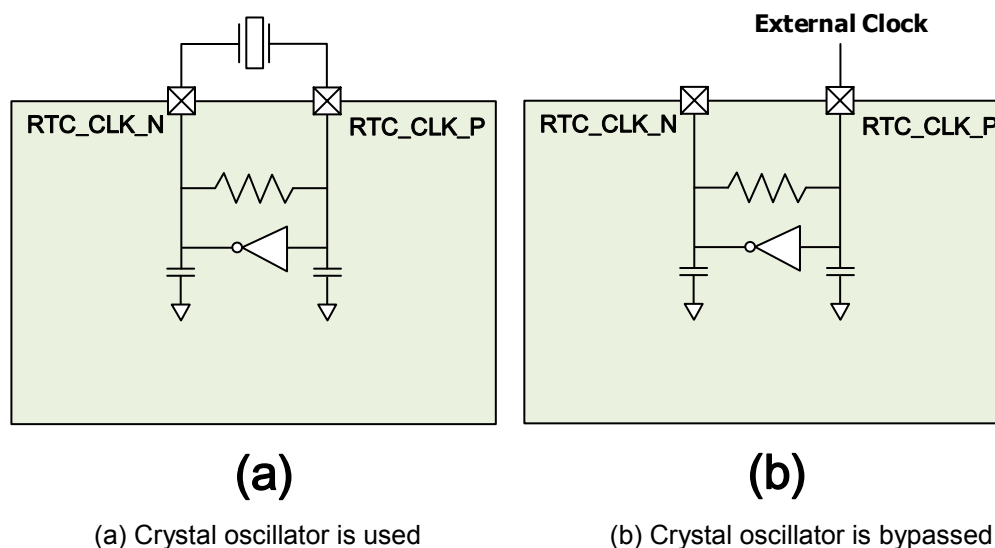 External Clock
RTC_CLK_N
RTC_CLK_P
RTC_CLK_N
RTC_CLK_P
(a)
(b)
(a) Crystal oscillator is used
(b) Crystal oscillator is bypassed